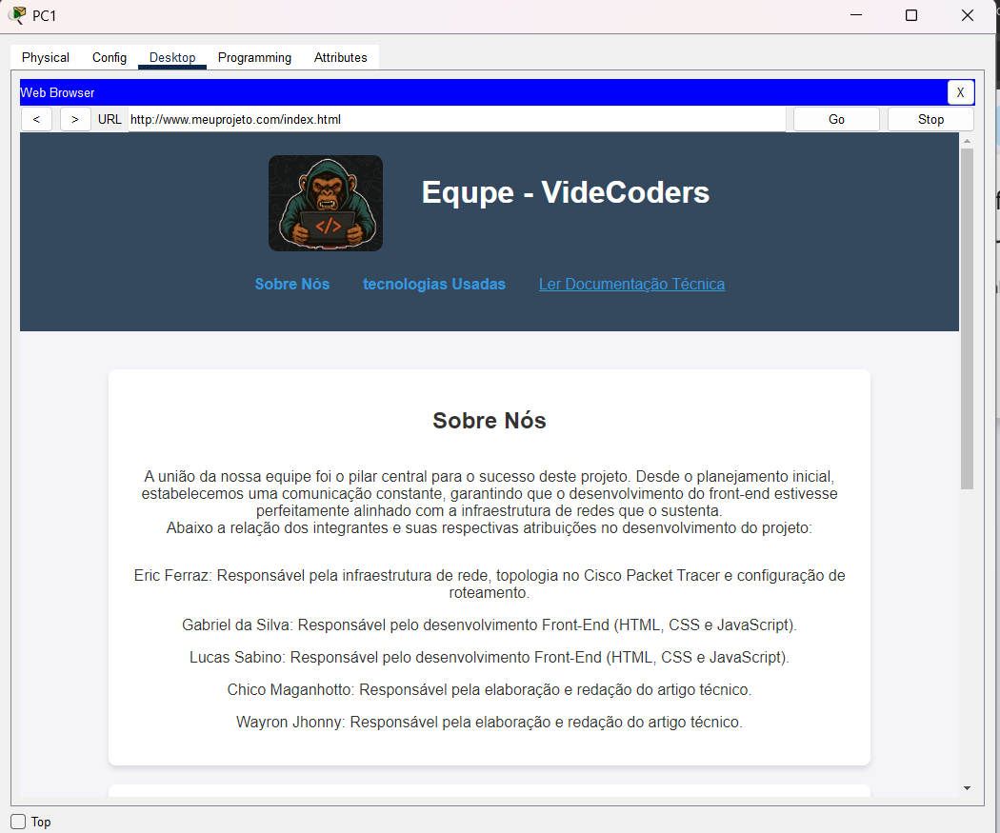 PC1
Physical Config Desktop Programming Attributes
Web Browser X
< > URL http://www.meuprojeto.com/index.html Go Stop
</>
Equpe - VideCoders
Sobre Nós tecnologias Usadas Ler Documentação Técnica
Sobre Nós
A união da nossa equipe foi o pilar central para o sucesso deste projeto. Desde o planejamento inicial,
estabelecemos uma comunicação constante, garantindo que o desenvolvimento do front-end estivesse
perfeitamente alinhado com a infraestrutura de redes que o sustenta.
Abaixo a relação dos integrantes e suas respectivas atribuições no desenvolvimento do projeto:
Eric Ferraz: Responsável pela infraestrutura de rede, topologia no Cisco Packet Tracer e configuração de
roteamento.
Gabriel da Silva: Responsável pelo desenvolvimento Front-End (HTML, CSS e JavaScript).
Lucas Sabino: Responsável pelo desenvolvimento Front-End (HTML, CSS e JavaScript).
Chico Maganhotto: Responsável pela elaboração e redação do artigo técnico.
Wayron Jhonny: Responsável pela elaboração e redação do artigo técnico.
Top